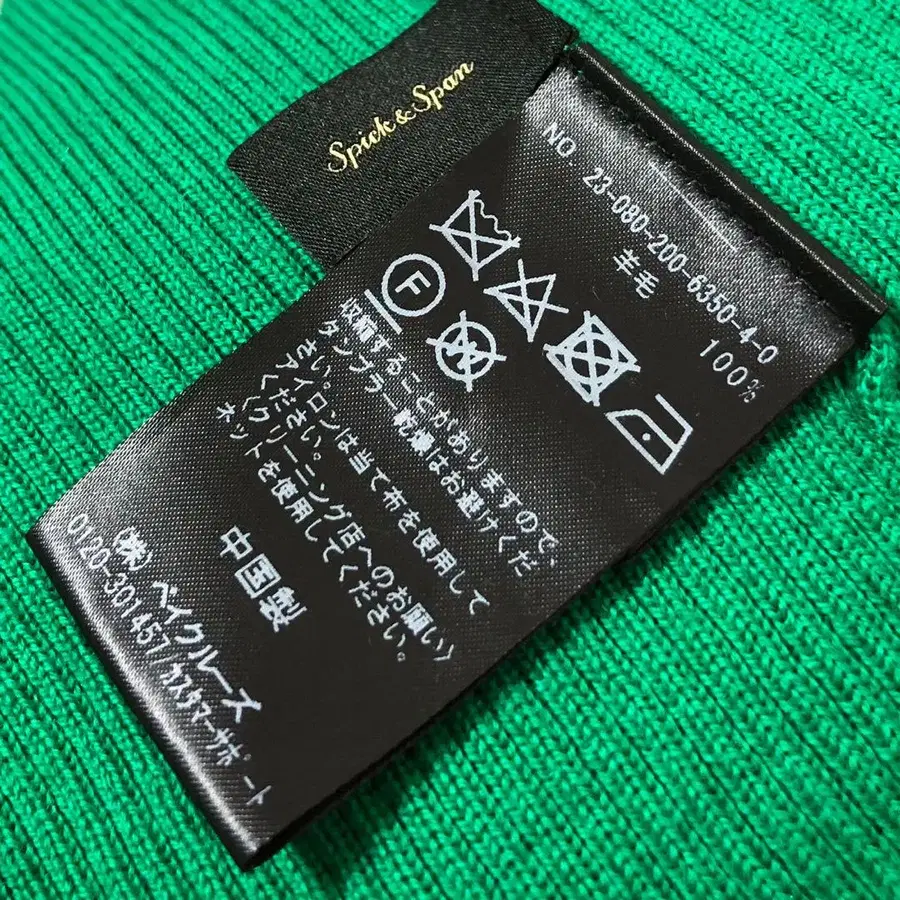 Spick & Span
NO. 23-080-200-6350-4-0
羊毛 100%
F
W
収縮することがありますので、
タンブラー乾燥はお避けくだ
さい。アイロンは当て布を使用して
ください。
〈クリーニング店へのお願い〉
ネットを使用してください。
中国製
(株)ベイクルーズ
0120-301457/カスタマーサポート